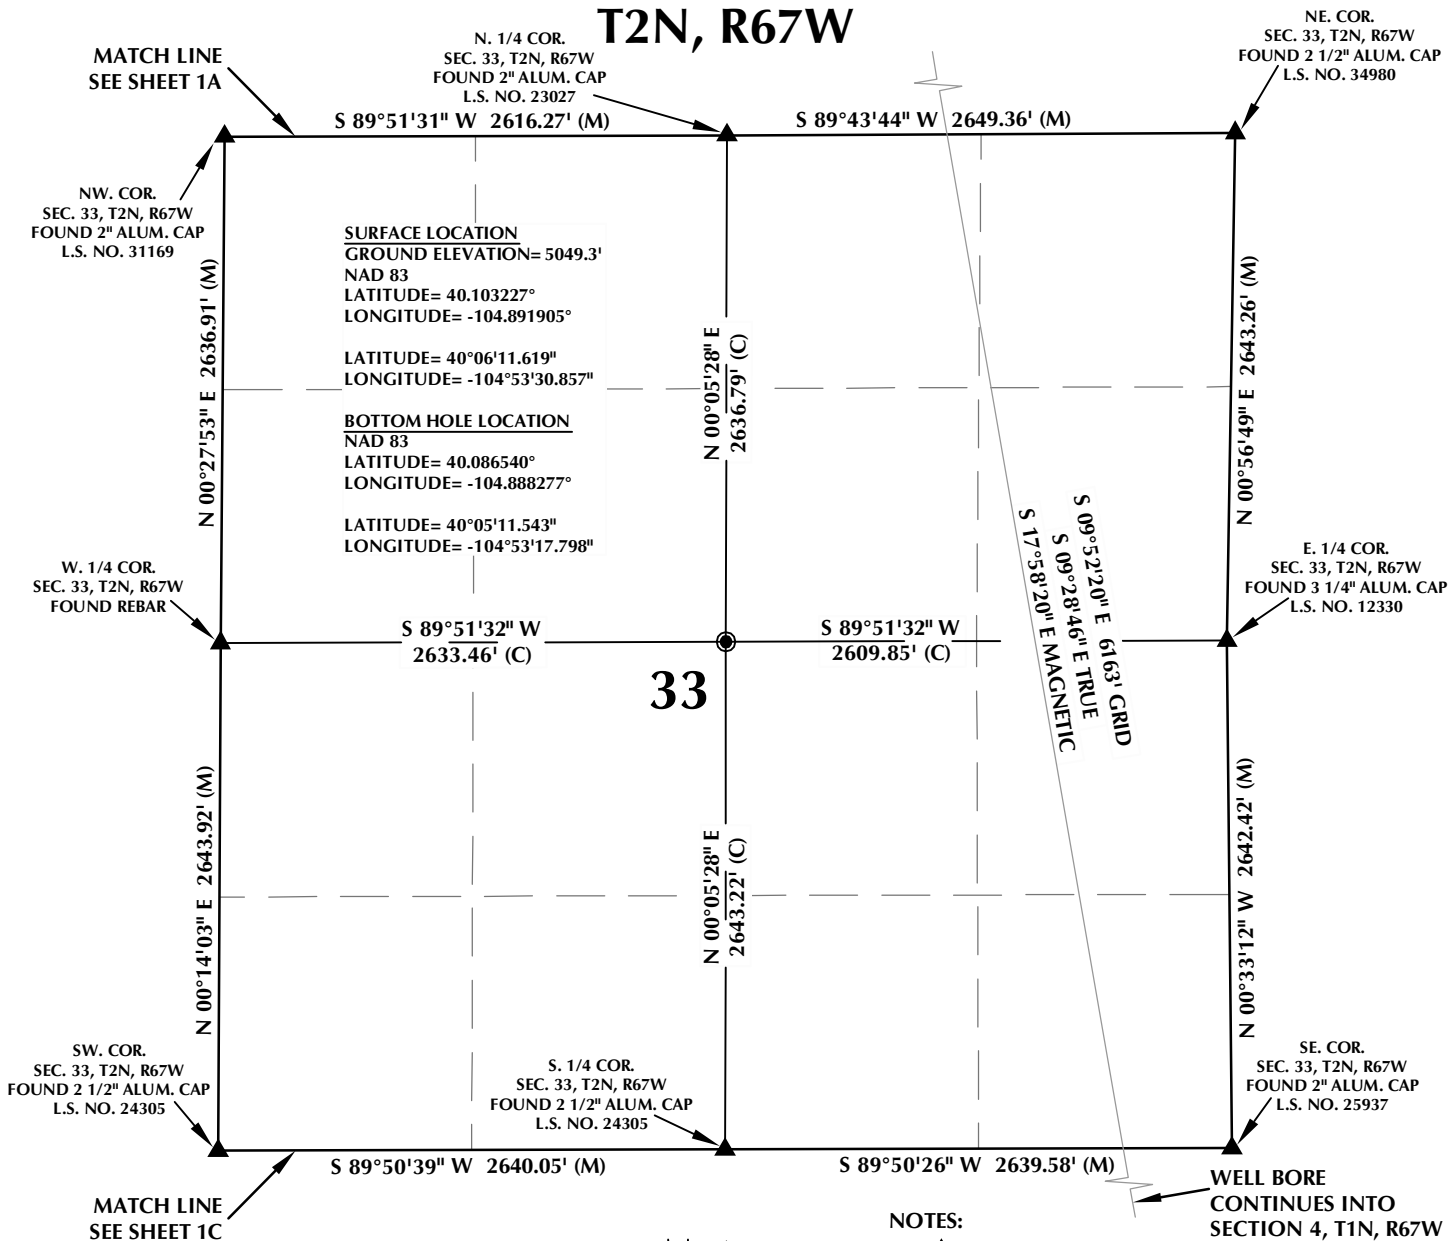 T2N, R67W
MATCH LINE
SEE SHEET 1A
N. 1/4 COR.
SEC. 33, T2N, R67W
FOUND 2" ALUM. CAP
L.S. NO. 23027
NE. COR.
SEC. 33, T2N, R67W
FOUND 2 1/2" ALUM. CAP
L.S. NO. 34980
S 89°51'31" W 2616.27' (M)
S 89°43'44" W 2649.36' (M)
NW. COR.
SEC. 33, T2N, R67W
FOUND 2" ALUM. CAP
L.S. NO. 31169
SURFACE LOCATION
GROUND ELEVATION= 5049.3'
NAD 83
LATITUDE= 40.103227°
LONGITUDE= -104.891905°
LATITUDE= 40°06'11.619"
LONGITUDE= -104°53'30.857"
BOTTOM HOLE LOCATION
NAD 83
LATITUDE= 40.086540°
LONGITUDE= -104.888277°
LATITUDE= 40°05'11.543"
LONGITUDE= -104°53'17.798"
N 00°27'53" E 2636.91' (M)
N 00°05'28" E
2636.79' (C)
N 00°56'49" E 2643.26' (M)
S 09°52'20" E 6163' GRID
S 09°28'46" E TRUE
S 17°58'20" E MAGNETIC
W. 1/4 COR.
SEC. 33, T2N, R67W
FOUND REBAR
E. 1/4 COR.
SEC. 33, T2N, R67W
FOUND 3 1/4" ALUM. CAP
L.S. NO. 12330
S 89°51'32" W
2633.46' (C)
S 89°51'32" W
2609.85' (C)
33
N 00°14'03" E 2643.92' (M)
N 00°05'28" E
2643.22' (C)
N 00°33'12" W 2642.42' (M)
SW. COR.
SEC. 33, T2N, R67W
FOUND 2 1/2" ALUM. CAP
L.S. NO. 24305
S. 1/4 COR.
SEC. 33, T2N, R67W
FOUND 2 1/2" ALUM. CAP
L.S. NO. 24305
SE. COR.
SEC. 33, T2N, R67W
FOUND 2" ALUM. CAP
L.S. NO. 25937
S 89°50'39" W 2640.05' (M)
S 89°50'26" W 2639.58' (M)
MATCH LINE
SEE SHEET 1C
WELL BORE
CONTINUES INTO
SECTION 4, T1N, R67W
NOTES: